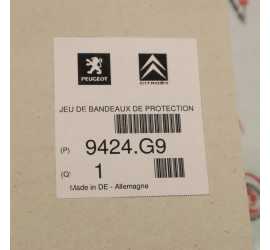 PEUGEOT CITROËN
JEU DE BANDEAUX DE PROTECTION
(P) 9424.G9
(Q) 1
Made in DE - Allemagne